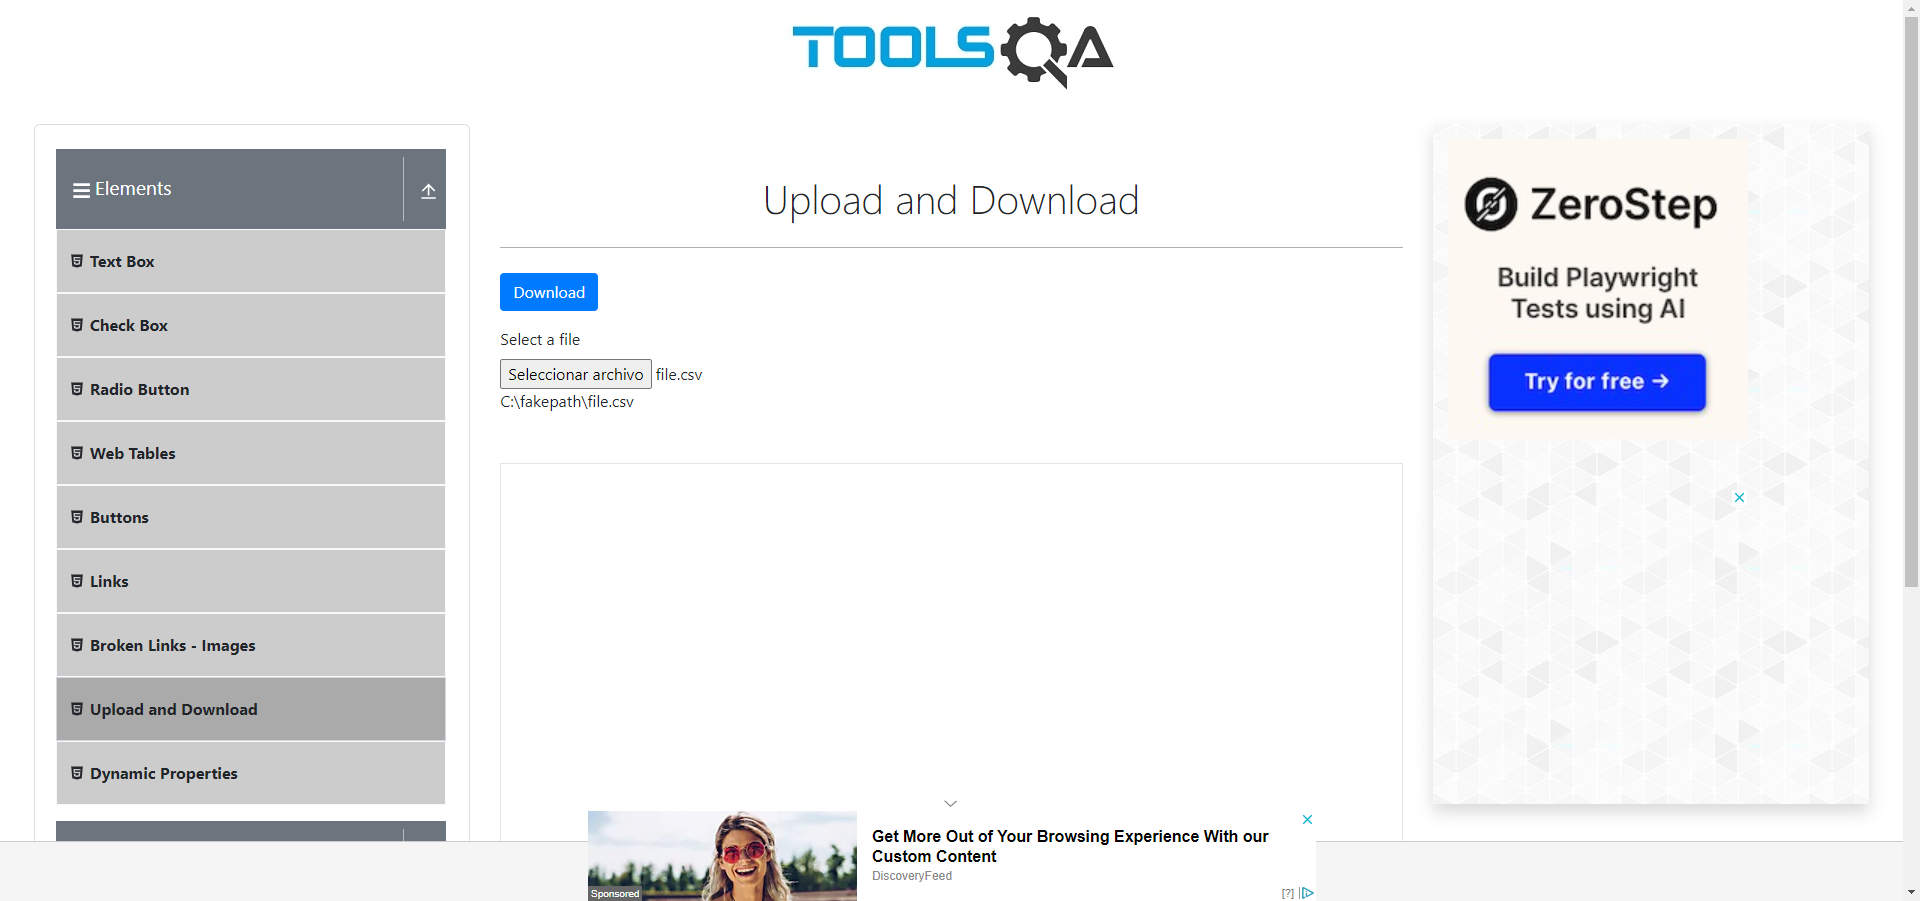 TOOLSQA
Elements
Text Box
Check Box
Radio Button
Web Tables
Buttons
Links
Broken Links - Images
Upload and Download
Dynamic Properties
Upload and Download
Download
Select a file
Seleccionar archivo file.csv
C:\fakepath\file.csv
ZeroStep
Build Playwright
Tests using AI
Try for free →
Sponsored
Get More Out of Your Browsing Experience With our
Custom Content
DiscoveryFeed
[?]